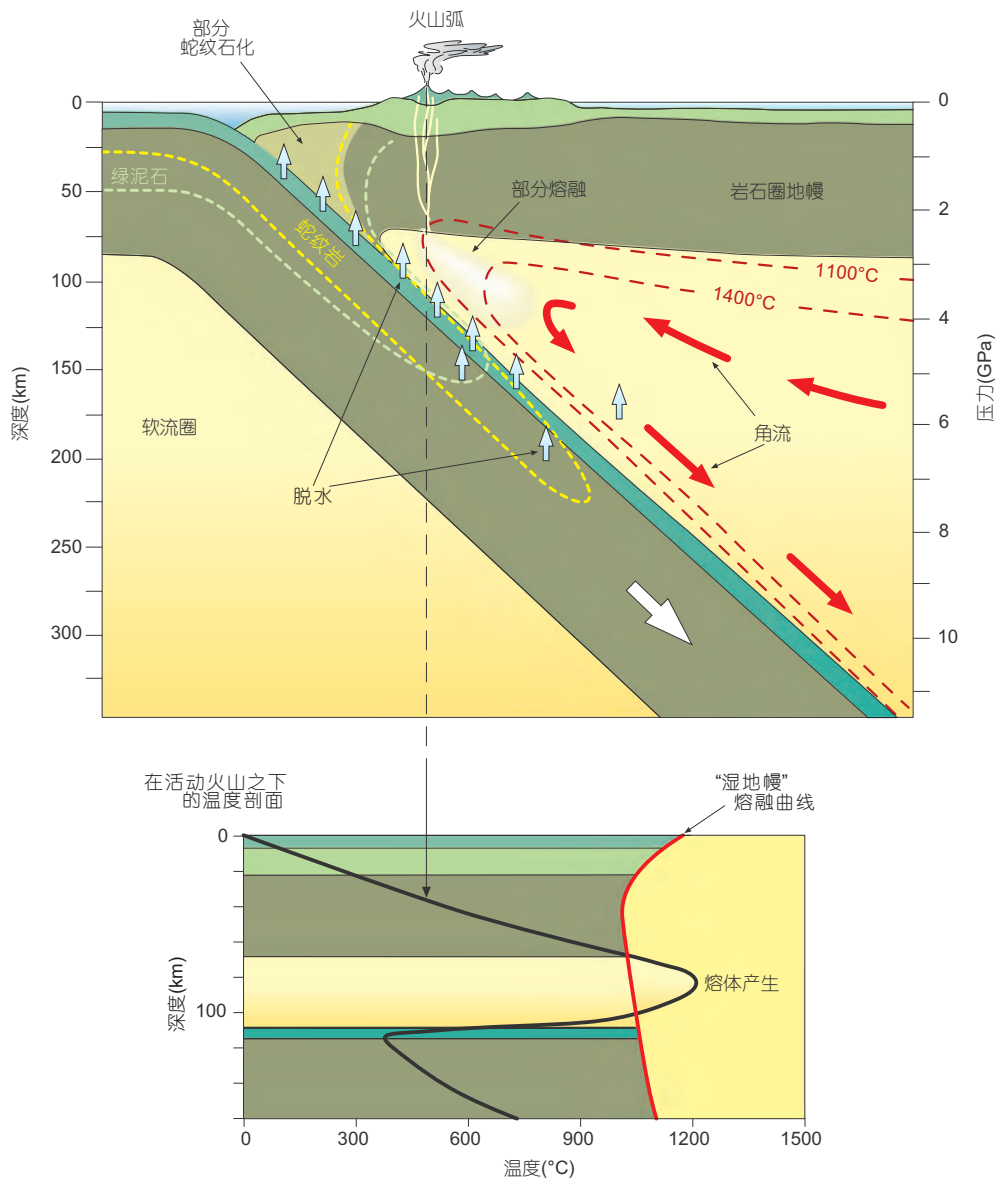 部分
蛇纹石化
火山弧
0
50
100
150
200
250
300
深度(km)
0
2
4
6
8
10
压力(GPa)
绿泥石
蛇纹岩
部分熔融
岩石圈地幔
1100°C
1400°C
软流圈
脱水
角流
在活动火山之下
的温度剖面
“湿地幔”
熔融曲线
0
100
深度(km)
熔体产生
0
300
600
900
1200
1500
温度(°C)